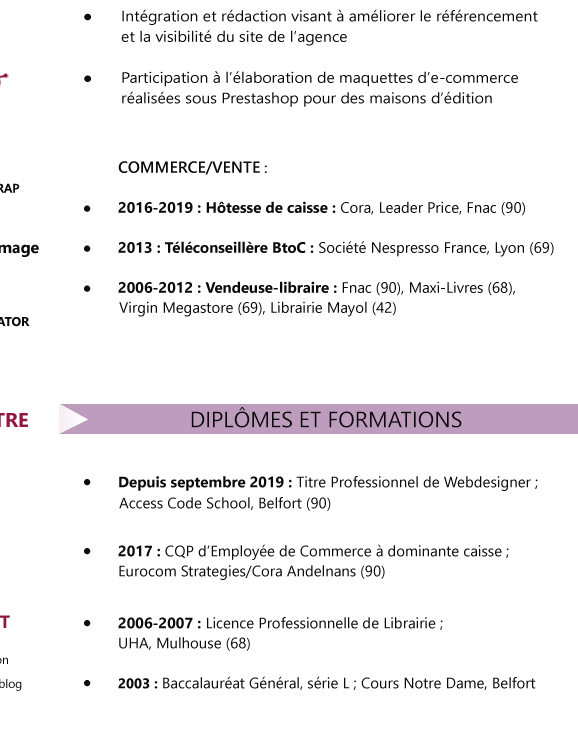 ● Intégration et rédaction visant à améliorer le référencement
et la visibilité du site de l’agence
● Participation à l’élaboration de maquettes d’e-commerce
réalisées sous Prestashop pour des maisons d’édition
COMMERCE/VENTE :
● 2016-2019 : Hôtesse de caisse : Cora, Leader Price, Fnac (90)
● 2013 : Téléconseillère BtoC : Société Nespresso France, Lyon (69)
● 2006-2012 : Vendeuse-libraire : Fnac (90), Maxi-Livres (68),
Virgin Megastore (69), Librairie Mayol (42)
DIPLÔMES ET FORMATIONS
● Depuis septembre 2019 : Titre Professionnel de Webdesigner ;
Access Code School, Belfort (90)
● 2017 : CQP d’Employée de Commerce à dominante caisse ;
Eurocom Strategies/Cora Andelnans (90)
● 2006-2007 : Licence Professionnelle de Librairie ;
UHA, Mulhouse (68)
● 2003 : Baccalauréat Général, série L ; Cours Notre Dame, Belfort
RAP
mage
ATOR
TRE
T
on
blog